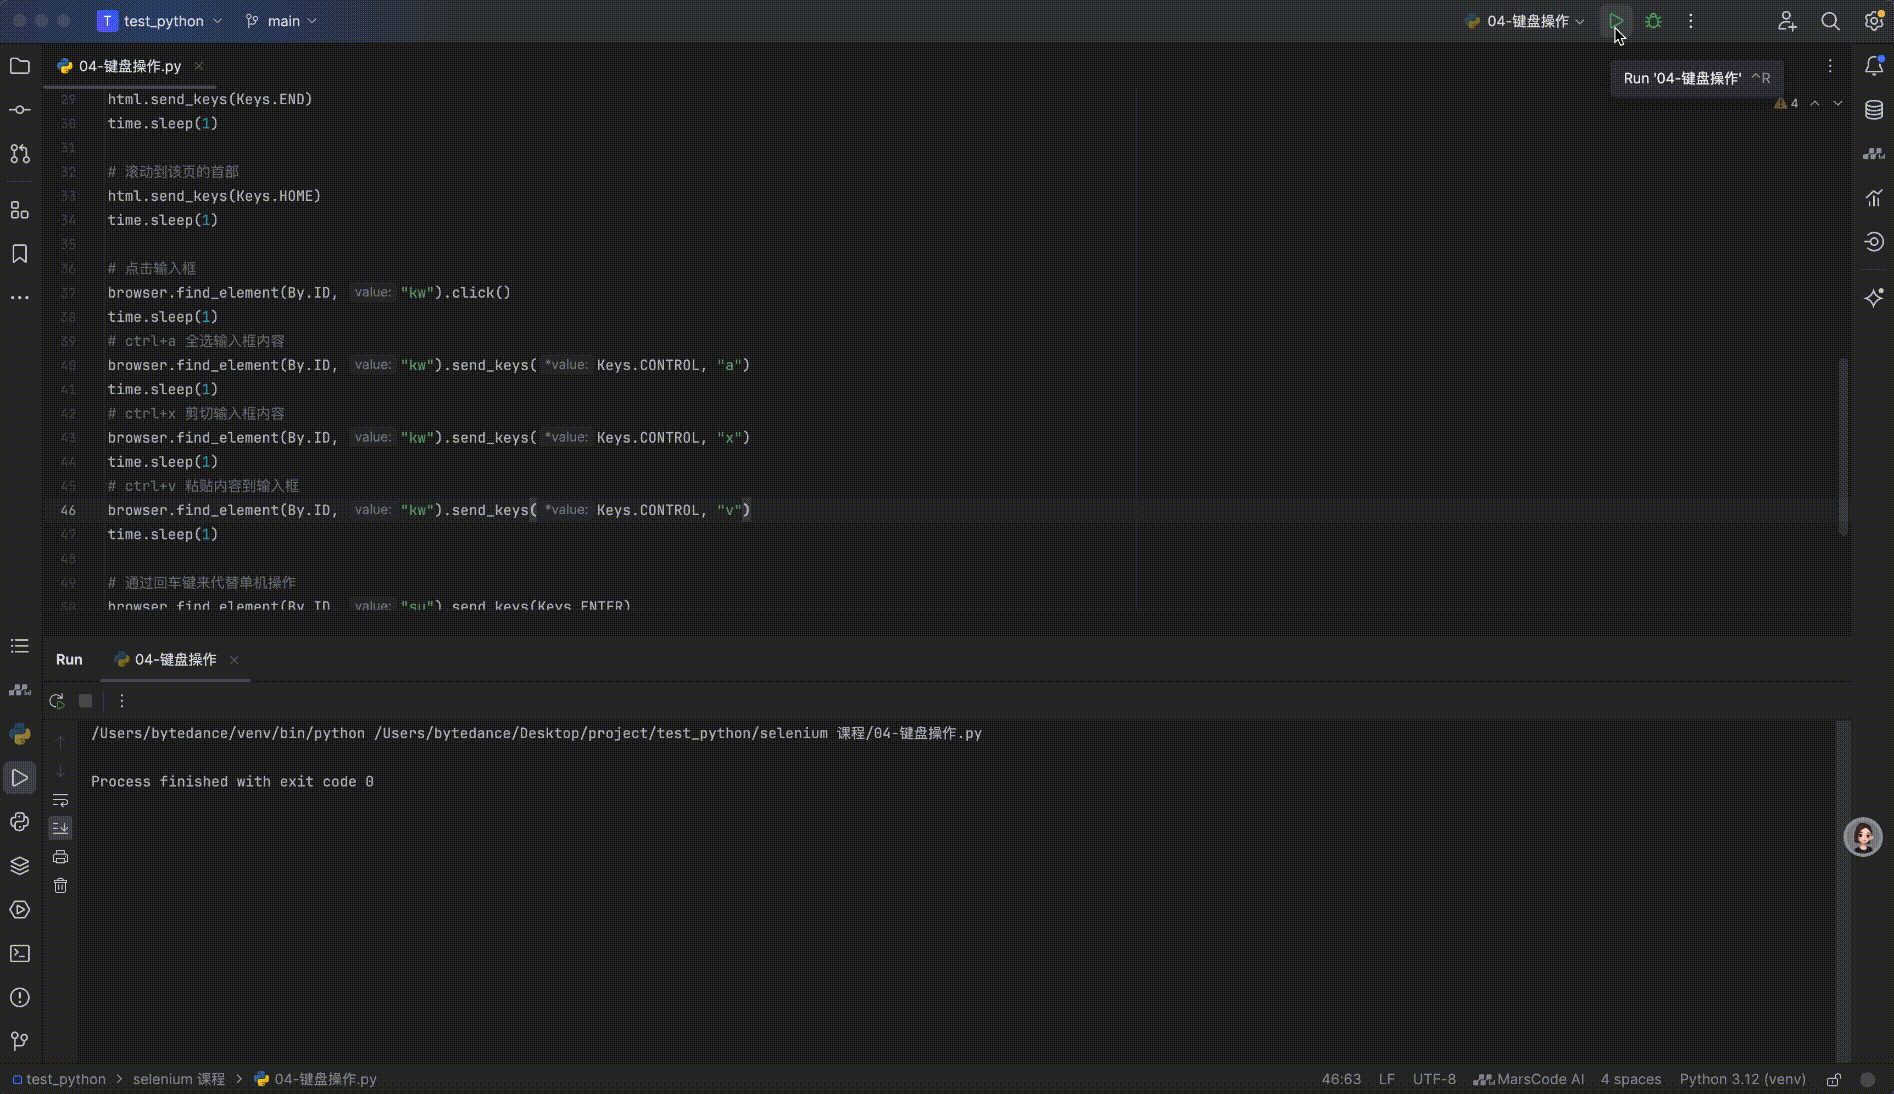 T test_python main 04-键盘操作
04-键盘操作.py
Run '04-键盘操作' ^R
4
29 html.send_keys(Keys.END)
30 time.sleep(1)
31
32 # 滚动到该页的首部
33 html.send_keys(Keys.HOME)
34 time.sleep(1)
35
36 # 点击输入框
37 browser.find_element(By.ID, value: "kw").click()
38 time.sleep(1)
39 # ctrl+a 全选输入框内容
40 browser.find_element(By.ID, value: "kw").send_keys( *value: Keys.CONTROL, "a")
41 time.sleep(1)
42 # ctrl+x 剪切输入框内容
43 browser.find_element(By.ID, value: "kw").send_keys( *value: Keys.CONTROL, "x")
44 time.sleep(1)
45 # ctrl+v 粘贴内容到输入框
46 browser.find_element(By.ID, value: "kw").send_keys( *value: Keys.CONTROL, "v")
47 time.sleep(1)
48
49 # 通过回车键来代替单机操作
50 browser.find_element(By.ID, value: "su").send_keys(Keys.ENTER)
Run 04-键盘操作
/Users/bytedance/venv/bin/python /Users/bytedance/Desktop/project/test_python/selenium 课程/04-键盘操作.py
Process finished with exit code 0
test_python > selenium 课程 > 04-键盘操作.py 46:63 LF UTF-8 MarsCode AI 4 spaces Python 3.12 (venv)